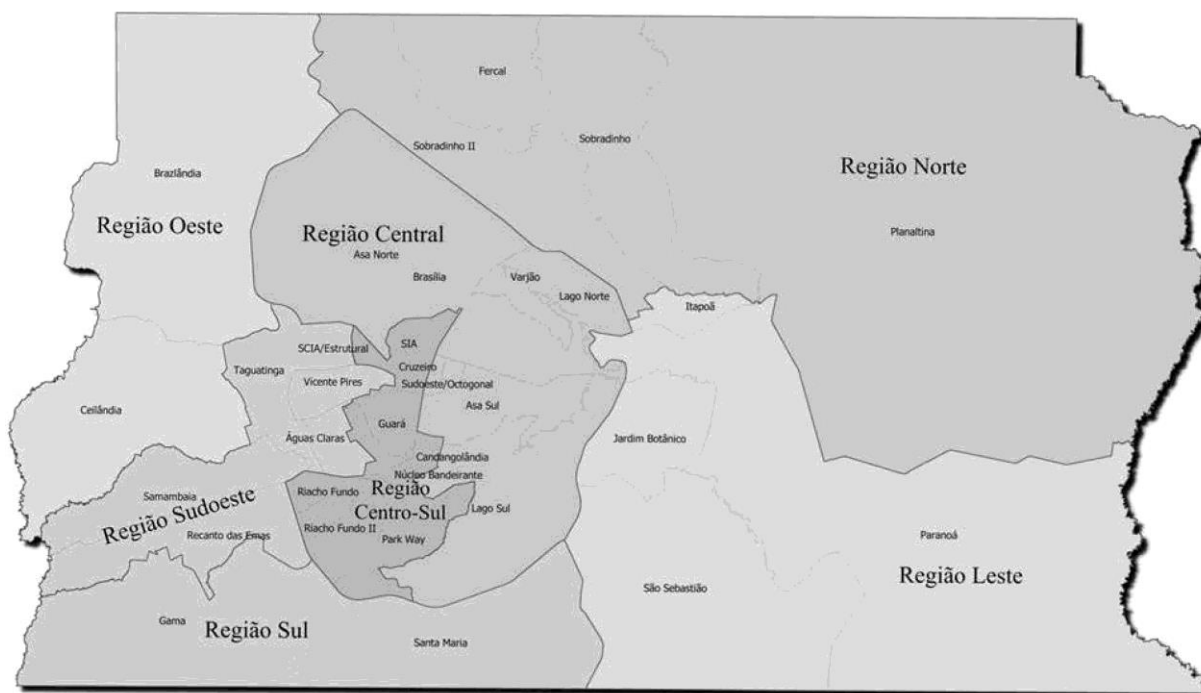 Fercal
Sobradinho II
Sobradinho
Região Norte
Planaltina
Brazlândia
Região Oeste
Ceilândia
Região Central
Asa Norte
Brasília
Varjão
Lago Norte
Itapoã
SCIA/Estrutural
SIA
Taguatinga
Vicente Pires
Cruzeiro
Sudoeste/Octogonal
Asa Sul
Guará
Águas Claras
Candangolândia
Núcleo Bandeirante
Jardim Botânico
Samambaia
Região Sudoeste
Recanto das Emas
Riacho Fundo
Região
Centro-Sul
Riacho Fundo II
Park Way
Lago Sul
Paranoá
Região Leste
São Sebastião
Gama
Região Sul
Santa Maria